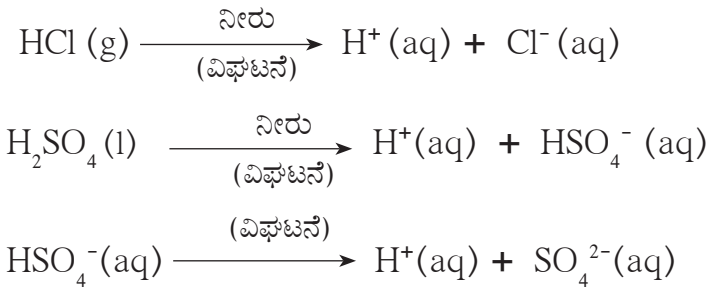 HCl (g) ನೀರು (ವಿಘಟನೆ) → H⁺ (aq) + Cl⁻ (aq)
H₂SO₄ (l) ನೀರು (ವಿಘಟನೆ) → H⁺(aq) + HSO₄⁻ (aq)
HSO₄⁻(aq) (ವಿಘಟನೆ) → H⁺(aq) + SO₄²⁻(aq)